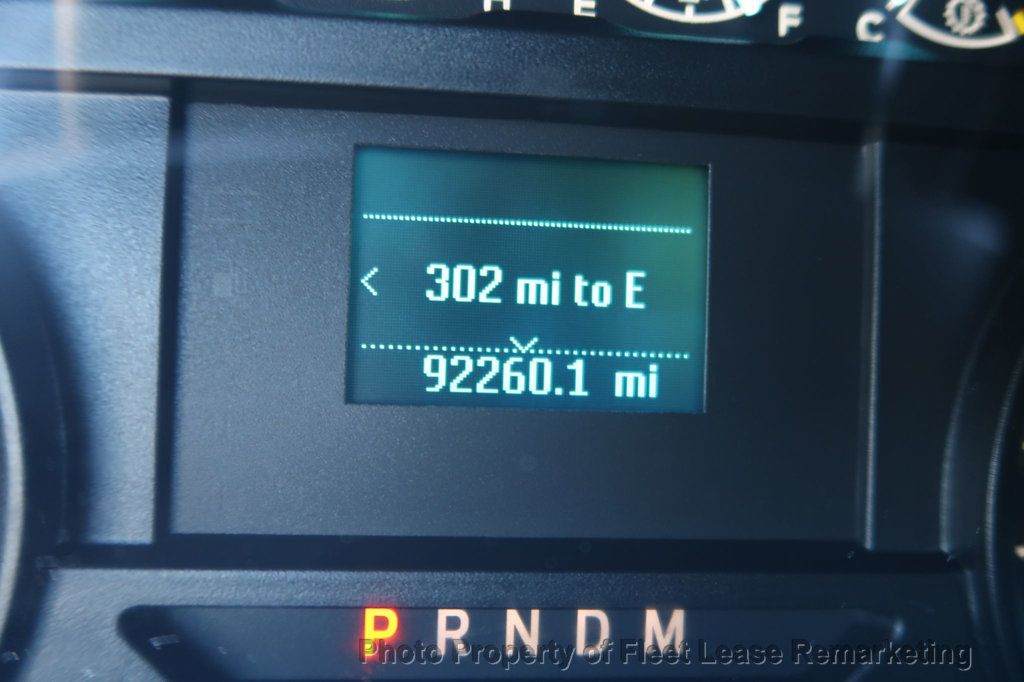 H E F C
302 mi to E
92260.1 mi
P R N D M
Photo Property of Fleet Lease Remarketing